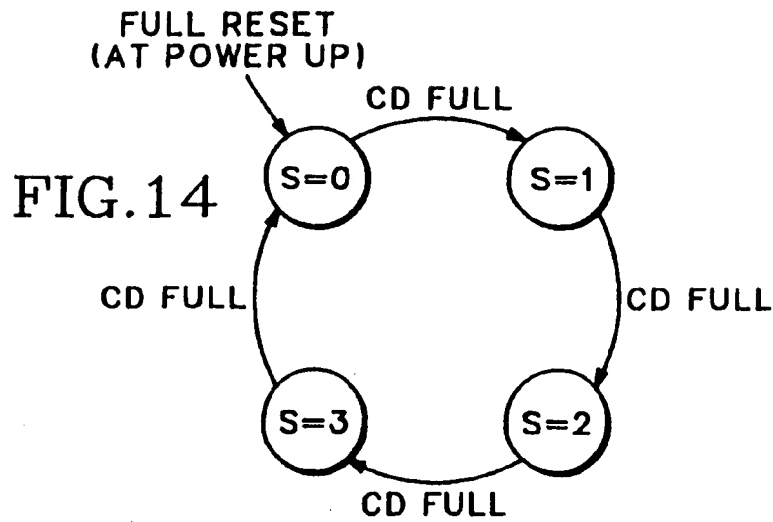 FULL RESET
(AT POWER UP)
CD FULL
S=0
S=1
FIG.14
CD FULL
CD FULL
S=3
S=2
CD FULL